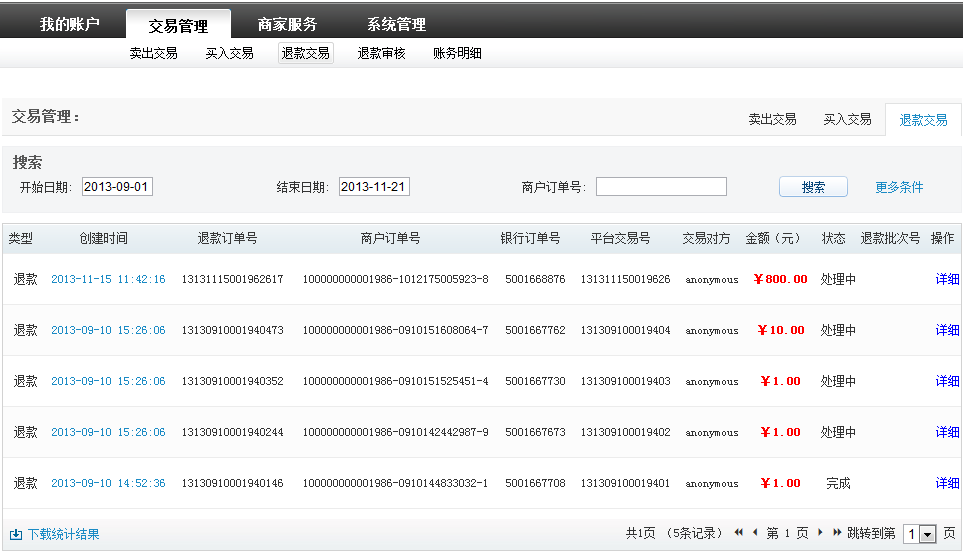 我的账户 交易管理 商家服务 系统管理
卖出交易 买入交易 退款交易 退款审核 账务明细
交易管理： 卖出交易 买入交易 退款交易
搜索
开始日期: 2013-09-01 结束日期: 2013-11-21 商户订单号: 搜索 更多条件
类型 创建时间 退款订单号 商户订单号 银行订单号 平台交易号 交易对方 金额（元） 状态 退款批次号 操作
退款 2013-11-15 11:42:16 13131115001962617 100000000001986-1012175005923-8 5001668876 131311150019626 anonymous ￥800.00 处理中 详细
退款 2013-09-10 15:26:06 13130910001940473 100000000001986-0910151608064-7 5001667762 131309100019404 anonymous ￥10.00 处理中 详细
退款 2013-09-10 15:26:06 13130910001940352 100000000001986-0910151525451-4 5001667730 131309100019403 anonymous ￥1.00 处理中 详细
退款 2013-09-10 15:26:06 13130910001940244 100000000001986-0910142442987-9 5001667673 131309100019402 anonymous ￥1.00 处理中 详细
退款 2013-09-10 14:52:36 13130910001940146 100000000001986-0910144833032-1 5001667708 131309100019401 anonymous ￥1.00 完成 详细
下载统计结果 共1页 （5条记录） 第 1 页 跳转到第 1 页